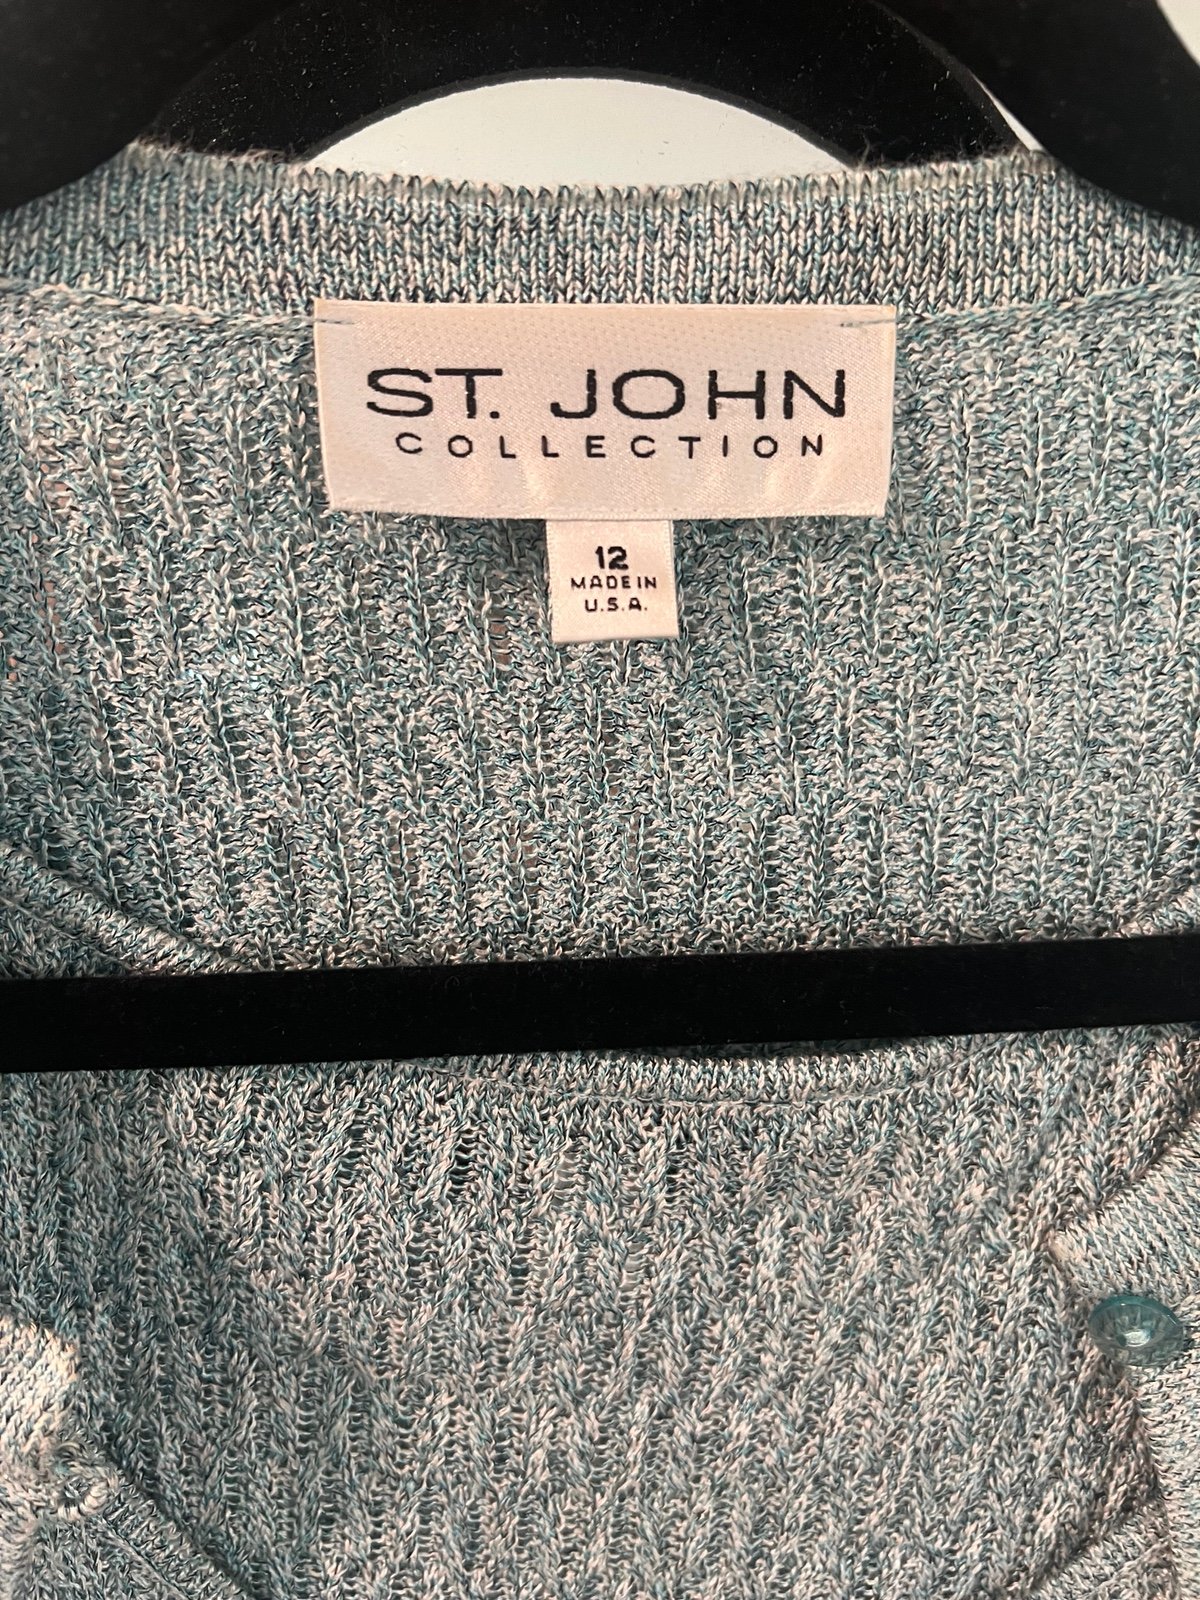 ST. JOHN
COLLECTION
12
MADE IN
U.S.A.